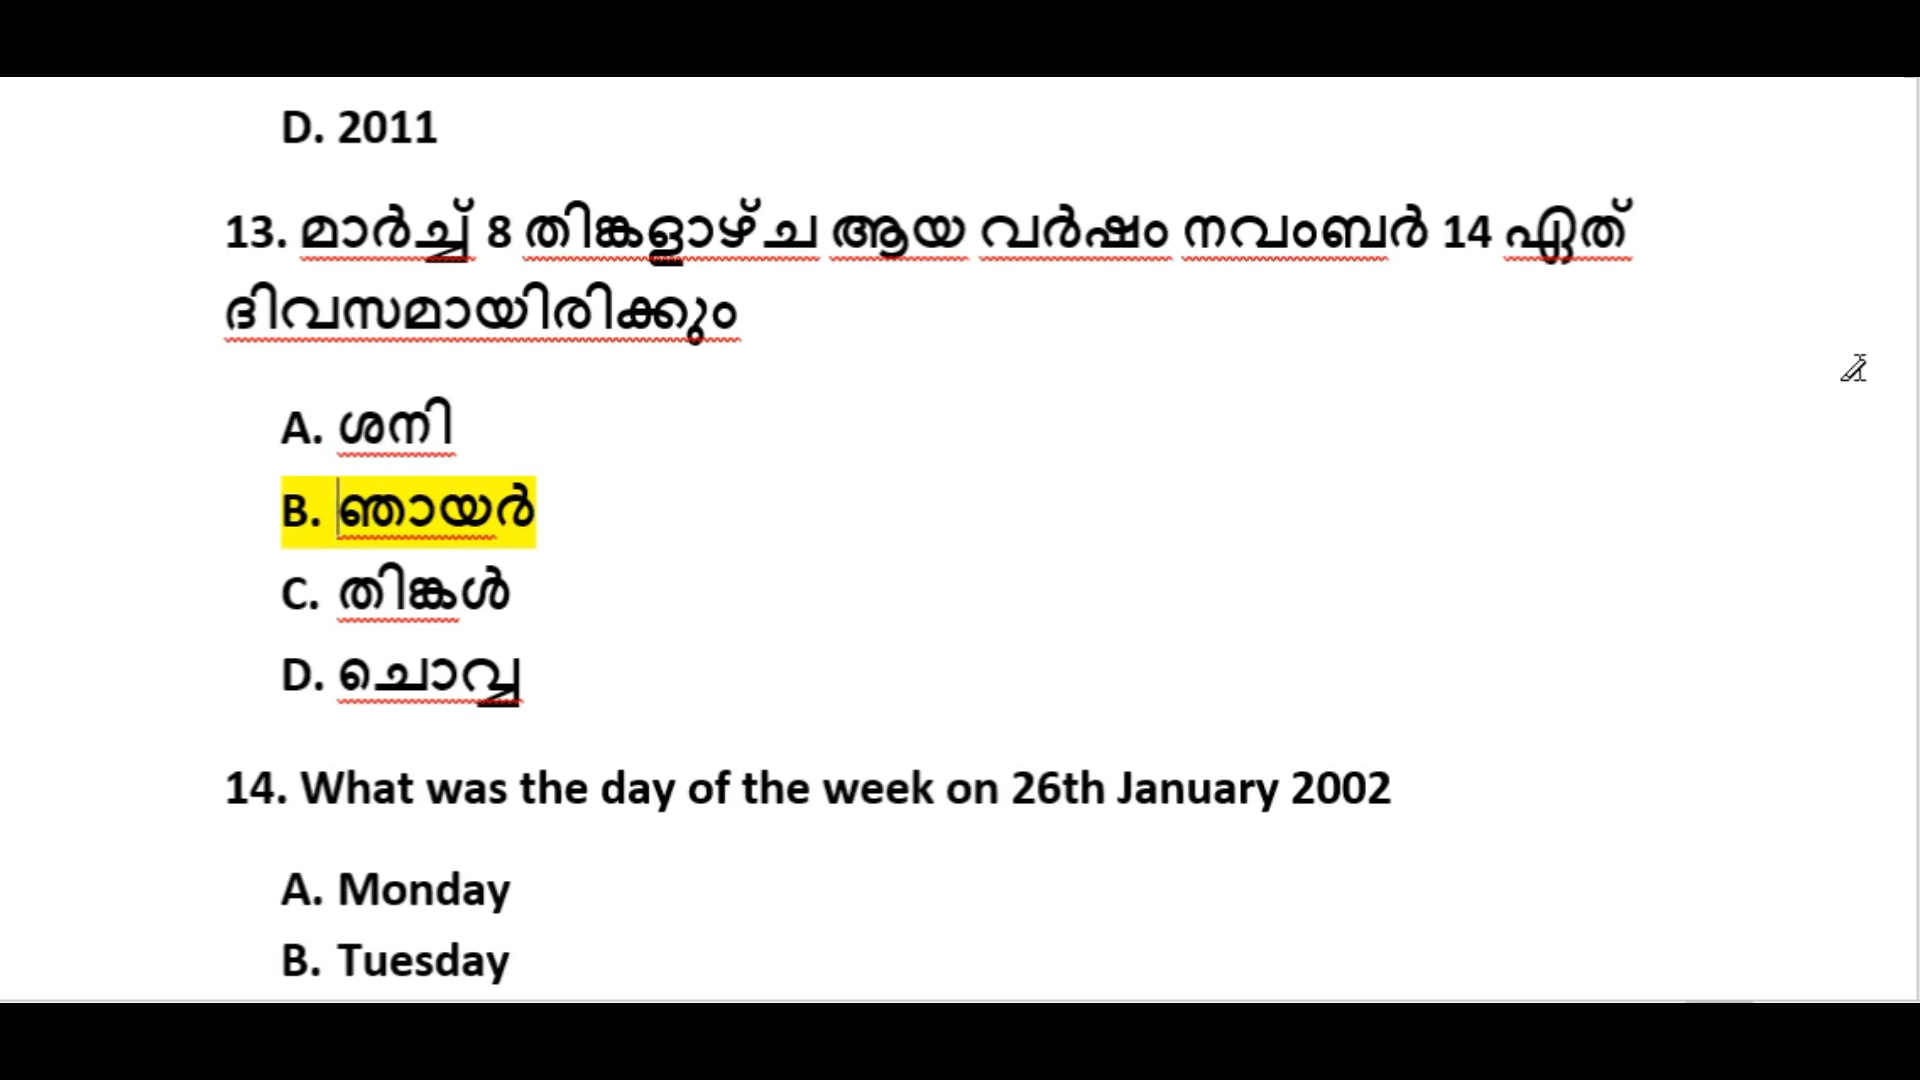 D. 2011
13. മാർച്ച് 8 തിങ്കളാഴ്ച ആയ വർഷം നവംബർ 14 ഏത്
ദിവസമായിരിക്കും
A. ശനി
B. ഞായർ
C. തിങ്കൾ
D. ചൊവ്വ
14. What was the day of the week on 26th January 2002
A. Monday
B. Tuesday